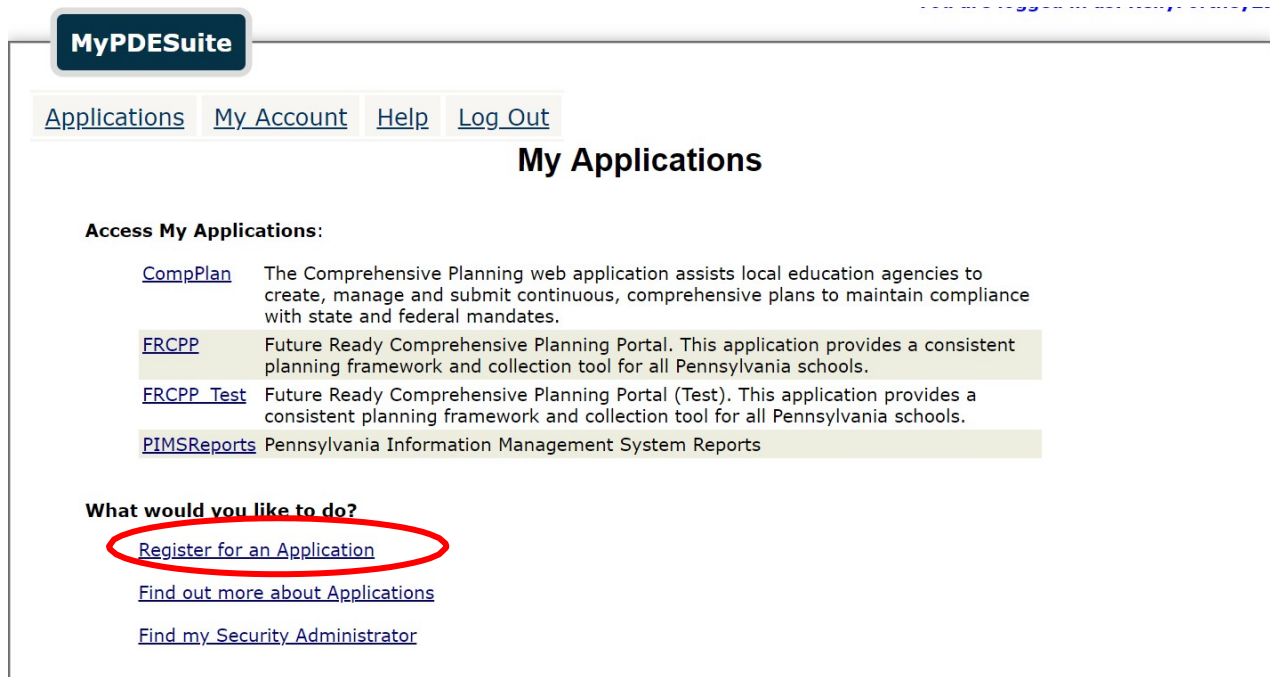 You are logged in as:
MyPDESuite
Applications My Account Help Log Out
My Applications
Access My Applications:
CompPlan The Comprehensive Planning web application assists local education agencies to
create, manage and submit continuous, comprehensive plans to maintain compliance
with state and federal mandates.
FRCPP Future Ready Comprehensive Planning Portal. This application provides a consistent
planning framework and collection tool for all Pennsylvania schools.
FRCPP_Test Future Ready Comprehensive Planning Portal (Test). This application provides a
consistent planning framework and collection tool for all Pennsylvania schools.
PIMSReports Pennsylvania Information Management System Reports
What would you like to do?
Register for an Application
Find out more about Applications
Find my Security Administrator